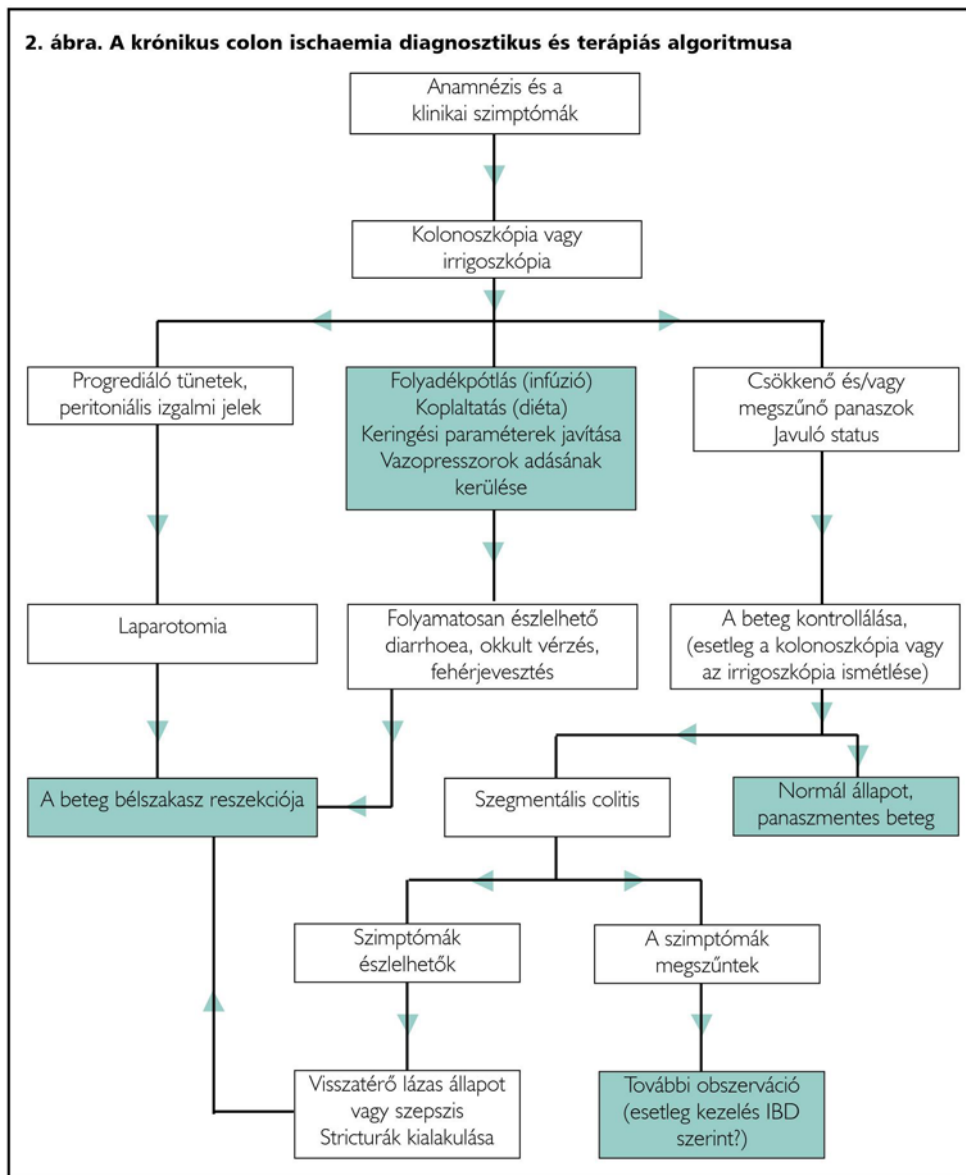 2. ábra. A krónikus colon ischaemia diagnosztikus és terápiás algoritmusa
Anamnézis és a
klinikai szimptómák
Kolonoszkópia vagy
irrigoszkópia
Progrediáló tünetek,
peritoniális izgalmi jelek
Folyadékpótlás (infúzió)
Koplaltatás (diéta)
Keringési paraméterek javítása
Vazopresszorok adásának
kerülése
Csökkenő és/vagy
megszűnő panaszok
Javuló status
Laparotomia
Folyamatosan észlelhető
diarrhoea, okkult vérzés,
fehérjevesztés
A beteg kontrollálása,
(esetleg a kolonoszkópia vagy
az irrigoszkópia ismétlése)
A beteg bélszakasz reszekciója
Szegmentális colitis
Normál állapot,
panaszmentes beteg
Szimptómák
észlelhetők
A szimptómák
megszűntek
Visszatérő lázas állapot
vagy szepszis
Stricturák kialakulása
További obszerváció
(esetleg kezelés IBD
szerint?)